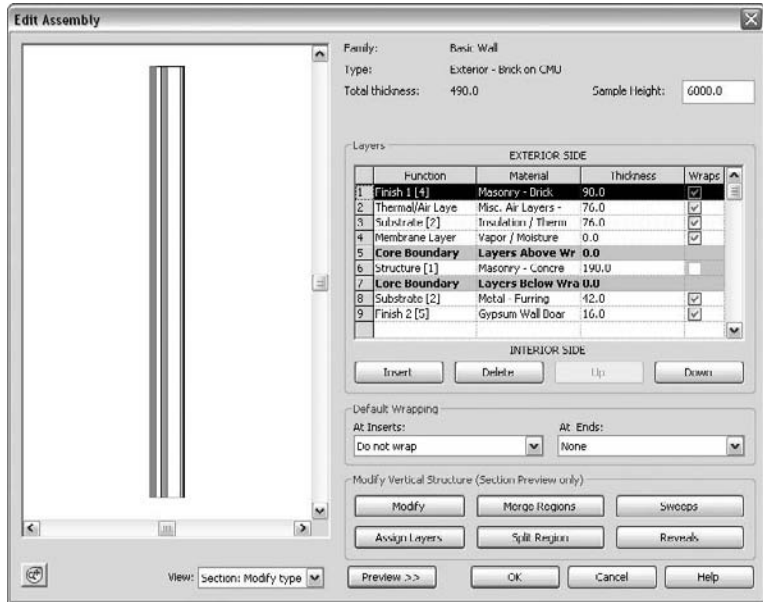 Edit Assembly
Family: Basic Wall
Type: Exterior - Brick on CMU
Total thickness: 490.0 Sample Height: 6000.0
Layers
EXTERIOR SIDE
Function Material Thickness Wraps
1 Finish 1 [4] Masonry - Brick 90.0
2 Thermal/Air Laye Misc. Air Layers - 76.0
3 Substrate [2] Insulation / Therm 76.0
4 Membrane Layer Vapor / Moisture 0.0
5 Core Boundary Layers Above Wr 0.0
6 Structure [1] Masonry - Concre 190.0
7 Core Boundary Layers Below Wra 0.0
8 Substrate [2] Metal - Furring 42.0
9 Finish 2 [5] Gypsum Wall Boar 16.0
INTERIOR SIDE
Insert Delete Up Down
Default Wrapping
At Inserts: At Ends:
Do not wrap None
Modify Vertical Structure (Section Preview only)
Modify Merge Regions Sweeps
Assign Layers Split Region Reveals
View: Section: Modify type Preview >> OK Cancel Help